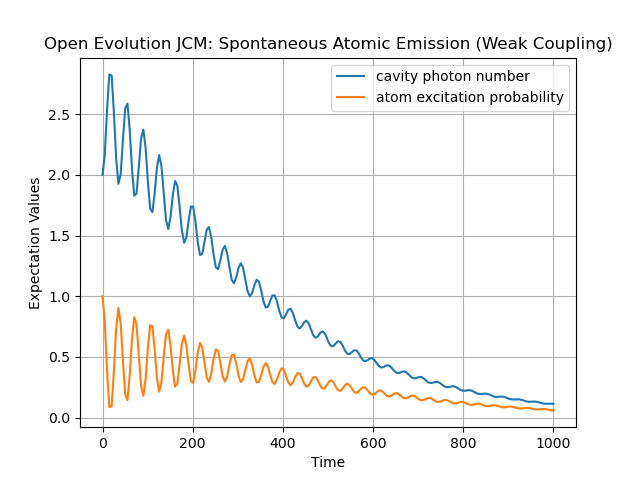 Open Evolution JCM: Spontaneous Atomic Emission (Weak Coupling)
cavity photon number
atom excitation probability
Expectation Values
2.5
2.0
1.5
1.0
0.5
0.0
0 200 400 600 800 1000
Time